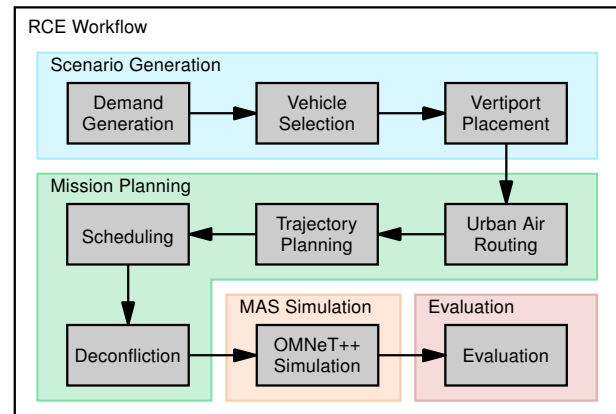 RCE Workflow
Scenario Generation
Demand
Generation
Vehicle
Selection
Vertiport
Placement
Mission Planning
Scheduling
Trajectory
Planning
Urban Air
Routing
MAS Simulation
Evaluation
Deconfliction
OMNeT++
Simulation
Evaluation